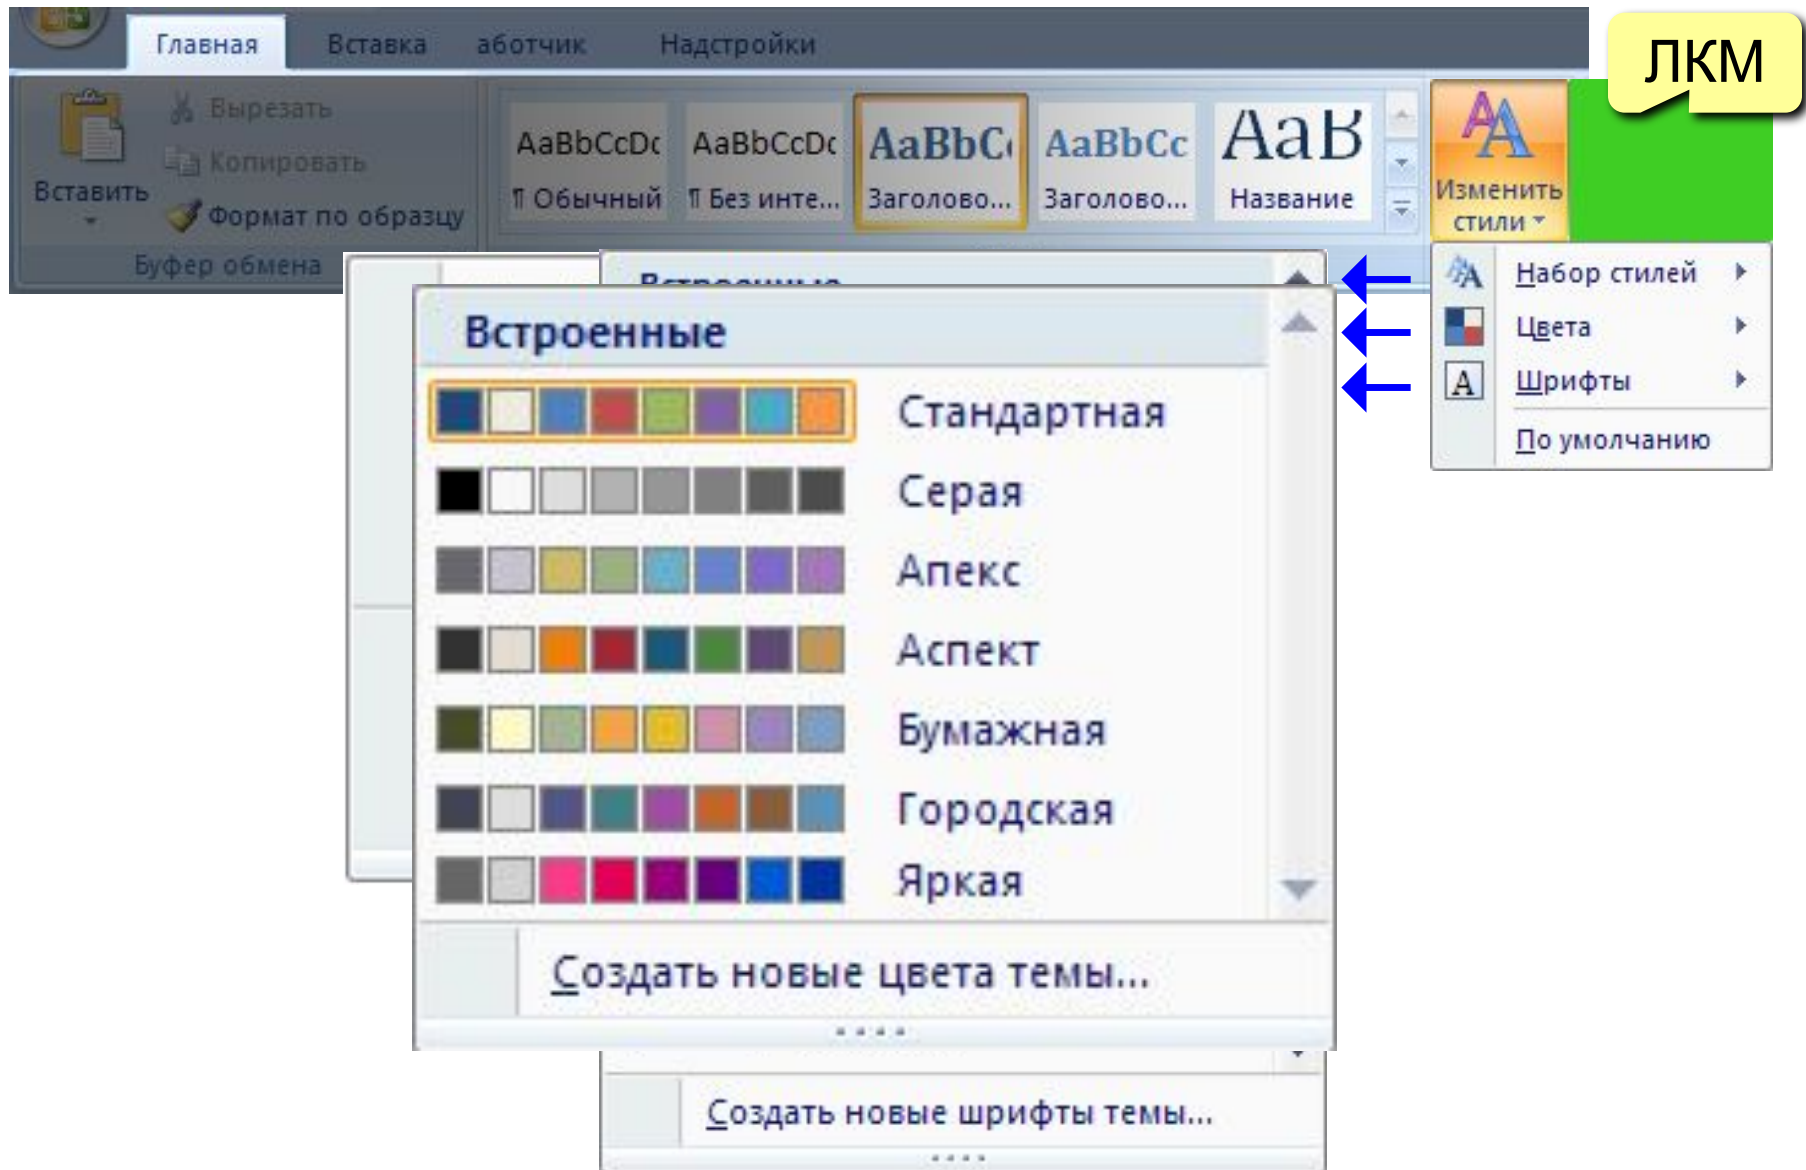 Главная Вставка аботчик Надстройки
ЛКМ
Вырезать
Копировать
Вставить
Формат по образцу
Буфер обмена
AaBbCcDc AaBbCcDc AaBbC AaBbCc AaB
¶ Обычный ¶ Без инте... Заголово... Заголово... Название
Изменить
стили
Набор стилей
Цвета
Шрифты
По умолчанию
Встроенные
Встроенные
Стандартная
Серая
Апекс
Аспект
Бумажная
Городская
Яркая
Создать новые цвета темы...
Создать новые шрифты темы...